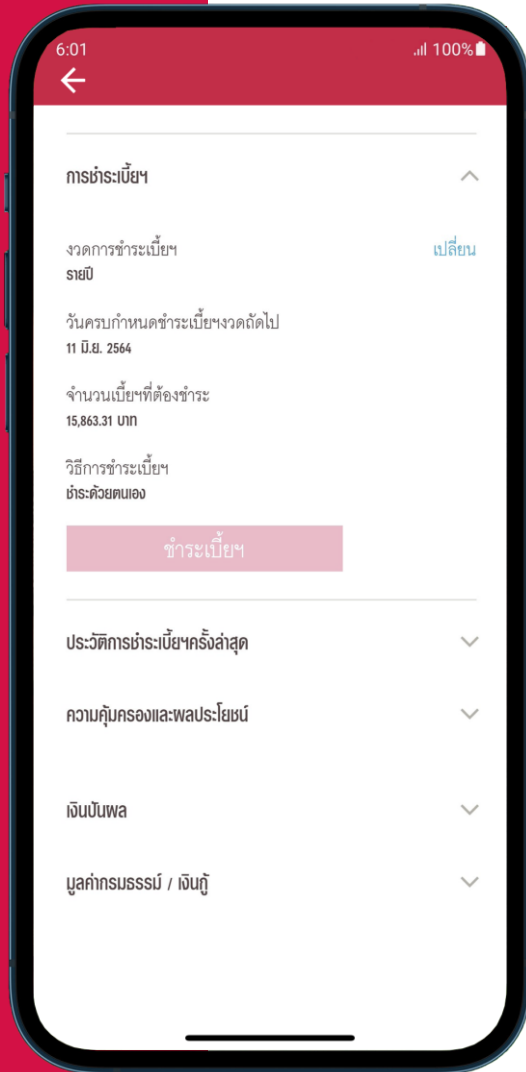 6:01
100%
การชำระเบี้ยฯ
งวดการชำระเบี้ยฯ
เปลี่ยน
รายปี
วันครบกำหนดชำระเบี้ยฯงวดถัดไป
11 มิ.ย. 2564
จำนวนเบี้ยฯที่ต้องชำระ
15,863.31 บาท
วิธีการชำระเบี้ยฯ
ชำระด้วยตนเอง
ชำระเบี้ยฯ
ประวัติการชำระเบี้ยฯครั้งล่าสุด
ความคุ้มครองและผลประโยชน์
เงินปันผล
มูลค่ากรมธรรม์ / เงินกู้